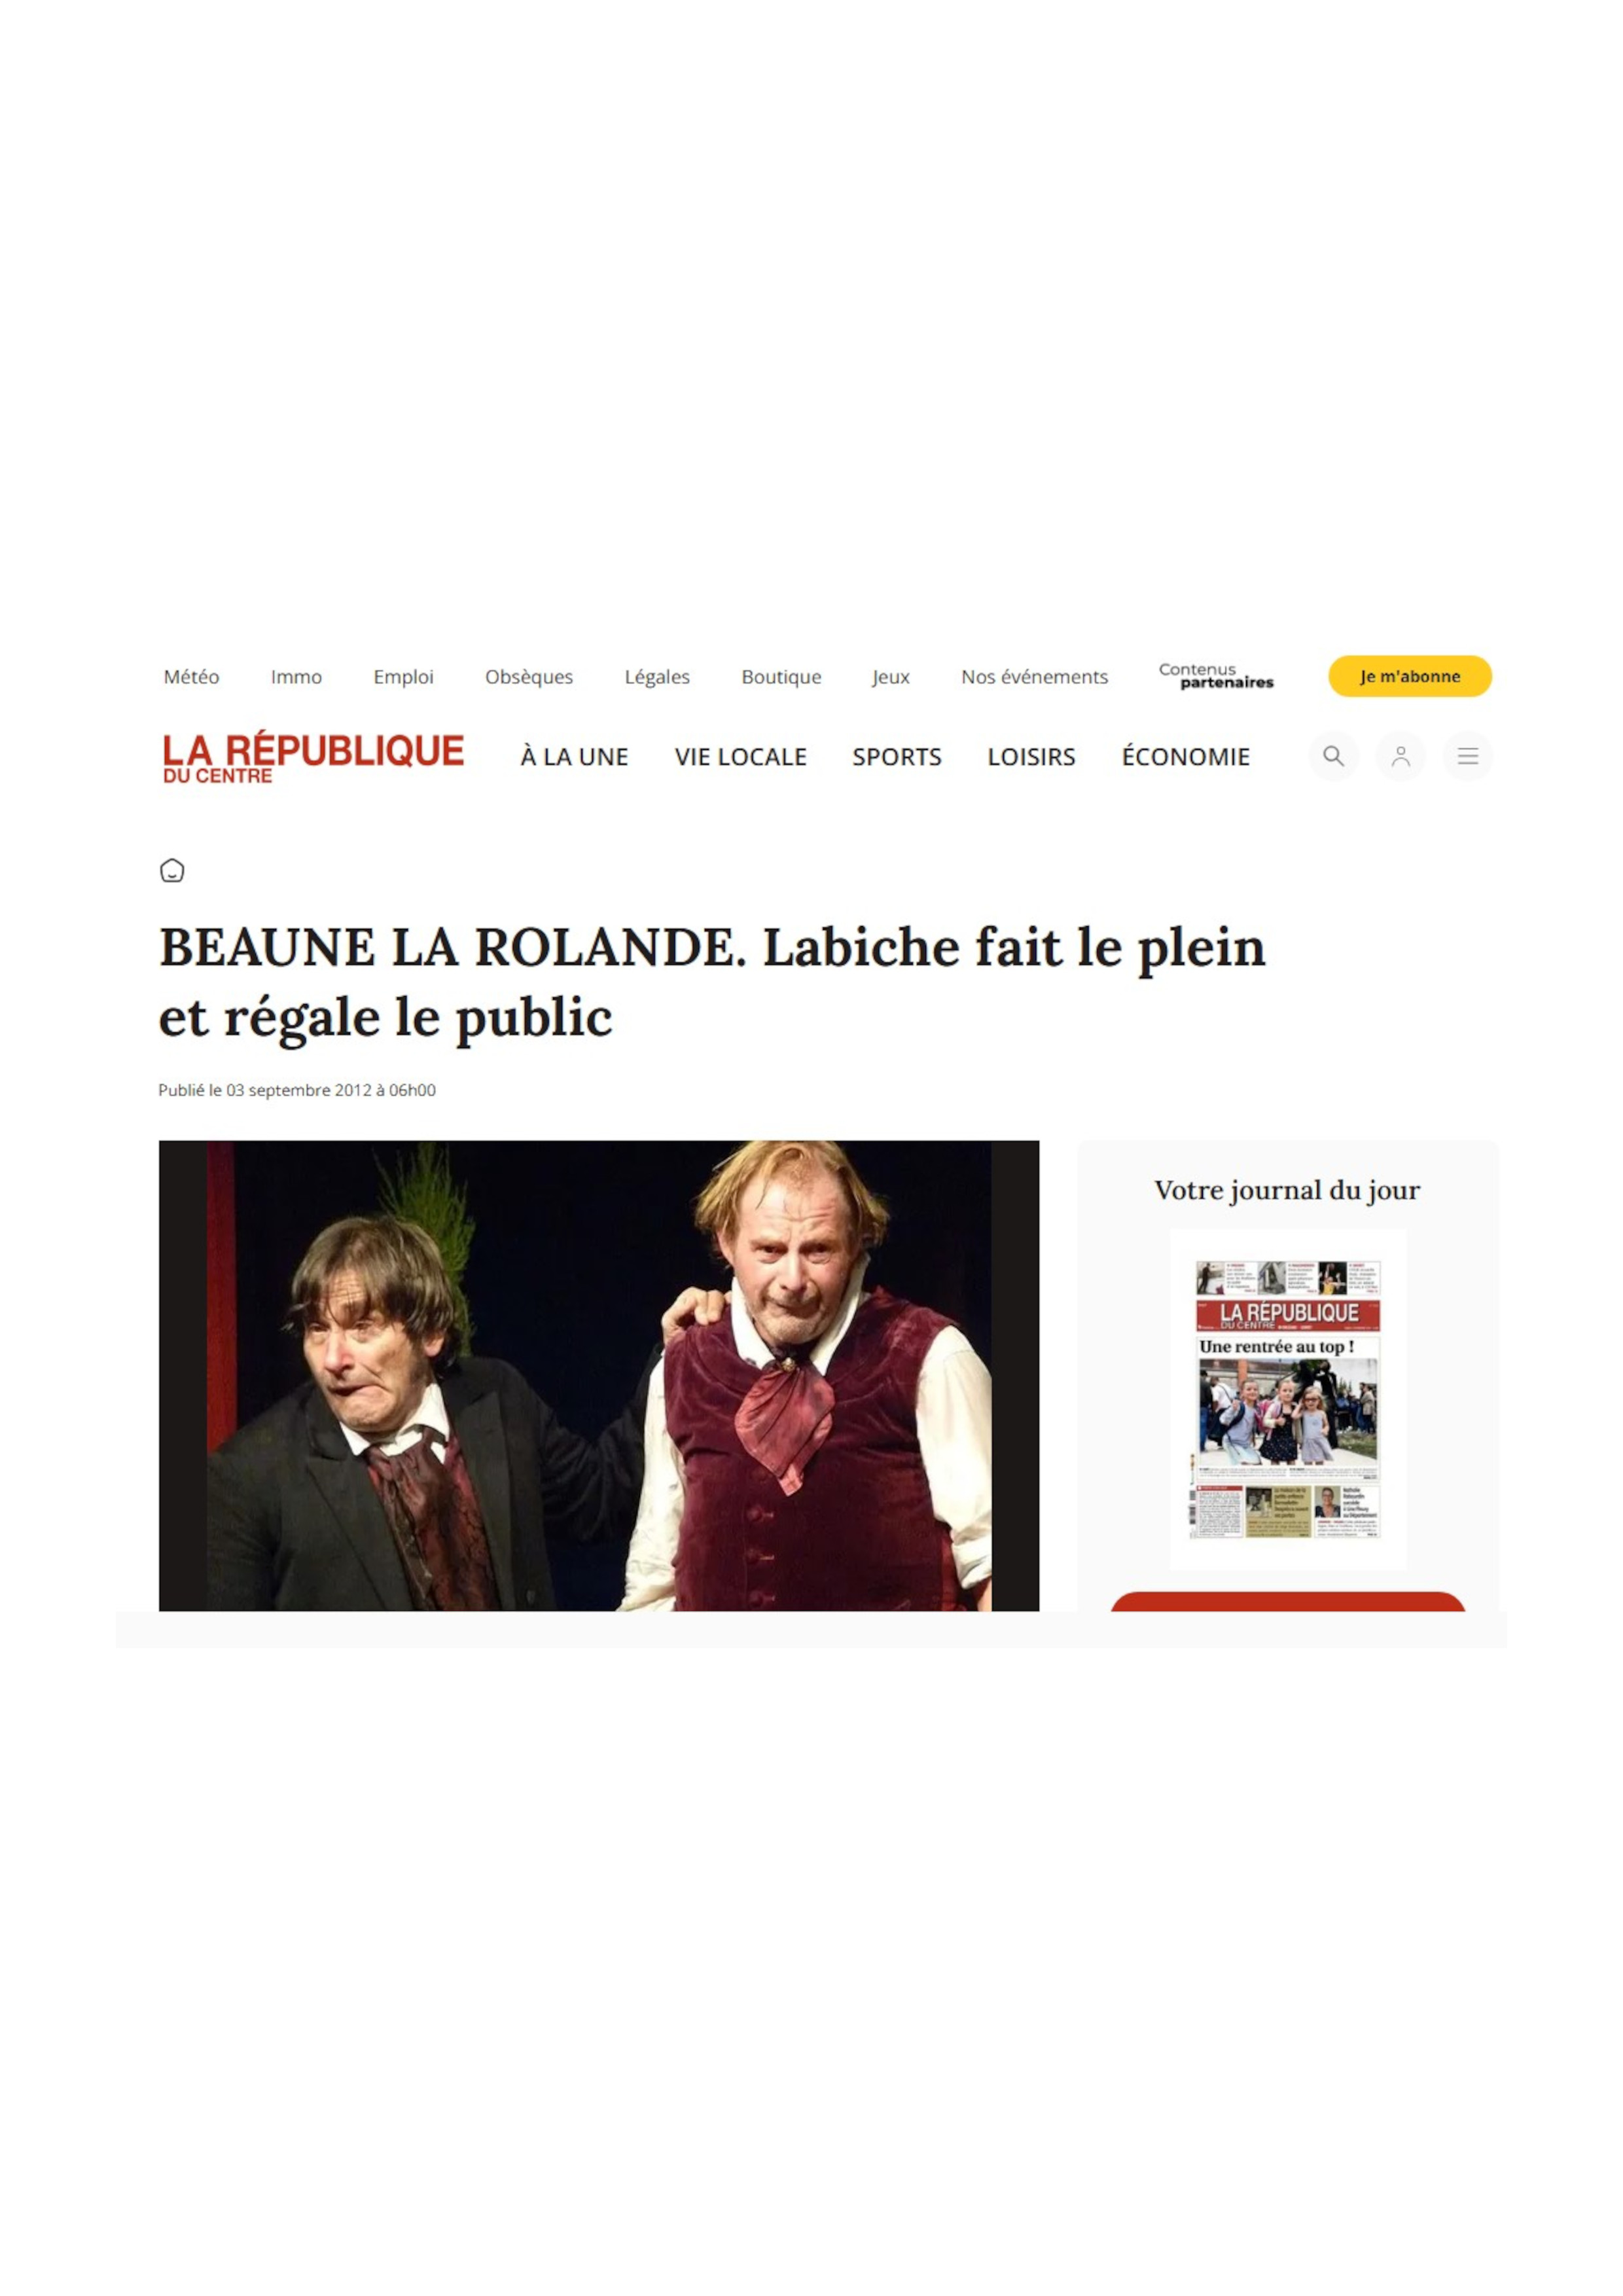 Météo Immo Emploi Obsèques Légales Boutique Jeux Nos événements Contenus partenaires Je m'abonne
LA RÉPUBLIQUE
DU CENTRE
À LA UNE VIE LOCALE SPORTS LOISIRS ÉCONOMIE
BEAUNE LA ROLANDE. Labiche fait le plein
et régale le public
Publié le 03 septembre 2012 à 06h00
Votre journal du jour
LA RÉPUBLIQUE
DU CENTRE
Une rentrée au top !